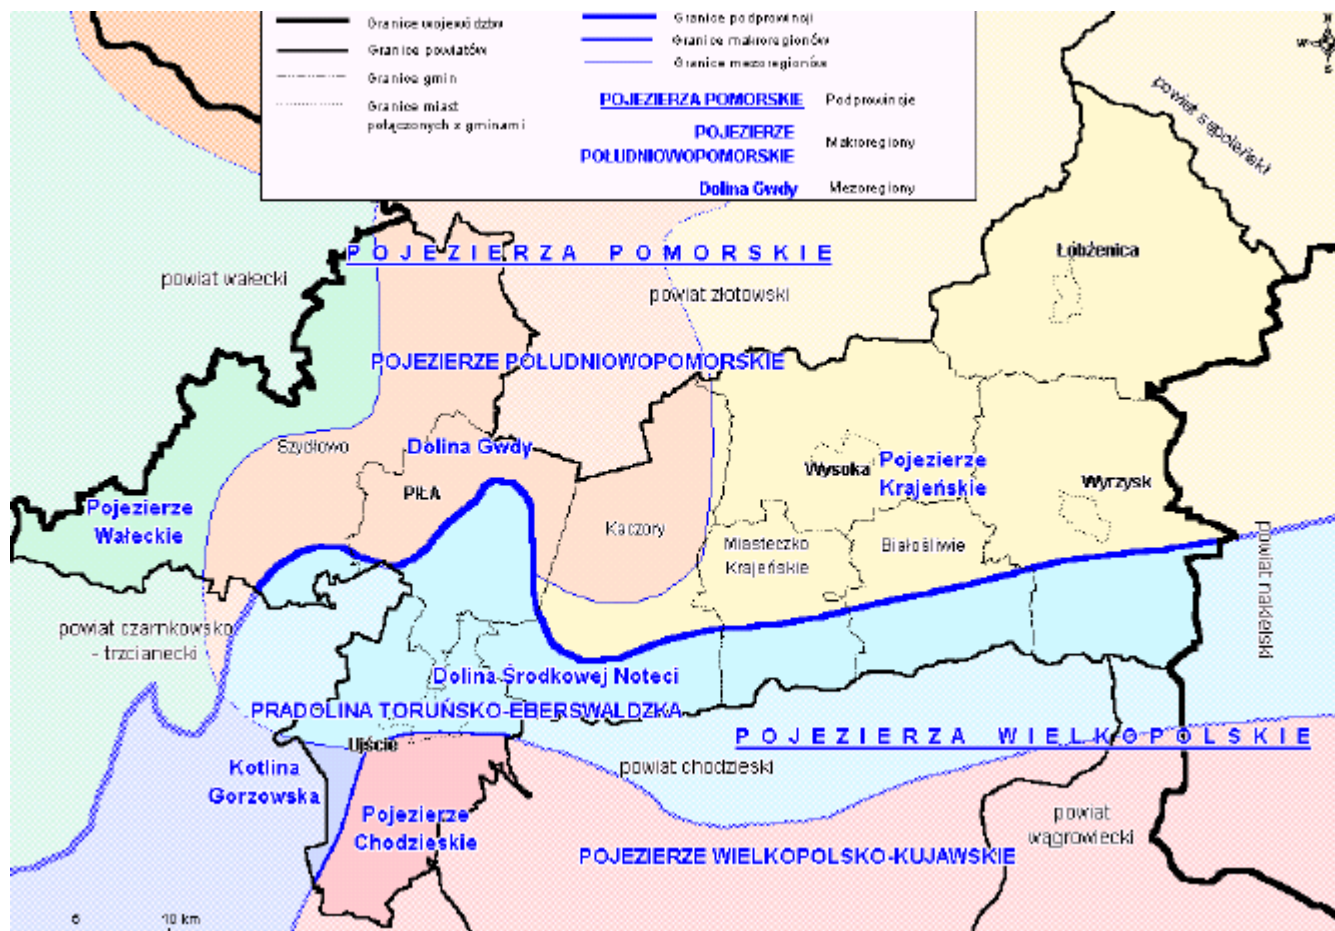 Granice województw
Granice powiatów
Granice gmin
Granice miast
połączonych z gminami
Granice podprowincji
Granice makroregionów
Granice mezoregionów
POJEZIERZA POMORSKIE Podprowincje
POJEZIERZE
POŁUDNIOWOPOMORSKIE Makroregiony
Dolina Gwdy Mezoregiony
N
W
S
powiat sępoleński
POJEZIERZA POMORSKIE
Łobżenica
powiat wałecki
powiat złotowski
POJEZIERZE POŁUDNIOWOPOMORSKIE
Szydłowo
Dolina Gwdy
PIŁA
Wysoka
Pojezierze
Krajeńskie
Wyrzysk
Pojezierze
Wałeckie
Kaczory
Miasteczko
Krajeńskie
Białośliwie
powiat nakielski
powiat czarnkowsko
- trzcianecki
Dolina Środkowej Noteci
PRADOLINA TORUŃSKO-EBERSWALDZKA
Ujście
POJEZIERZA WIELKOPOLSKIE
Kotlina
Gorzowska
powiat chodzieski
Pojezierze
Chodzieskie
powiat
wągrowiecki
POJEZIERZE WIELKOPOLSKO-KUJAWSKIE
10 km